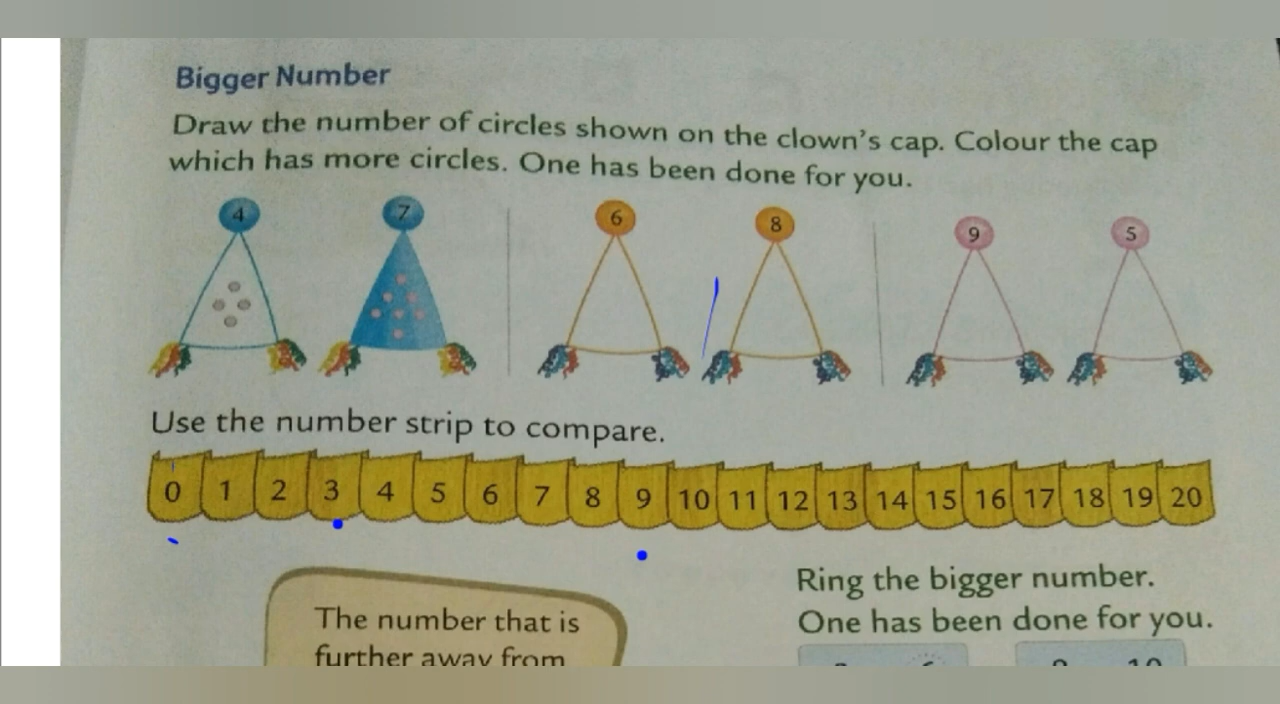 Bigger Number
Draw the number of circles shown on the clown's cap. Colour the cap
which has more circles. One has been done for you.
4 7 6 8 9 5
Use the number strip to compare.
0 1 2 3 4 5 6 7 8 9 10 11 12 13 14 15 16 17 18 19 20
The number that is
further away from
Ring the bigger number.
One has been done for you.